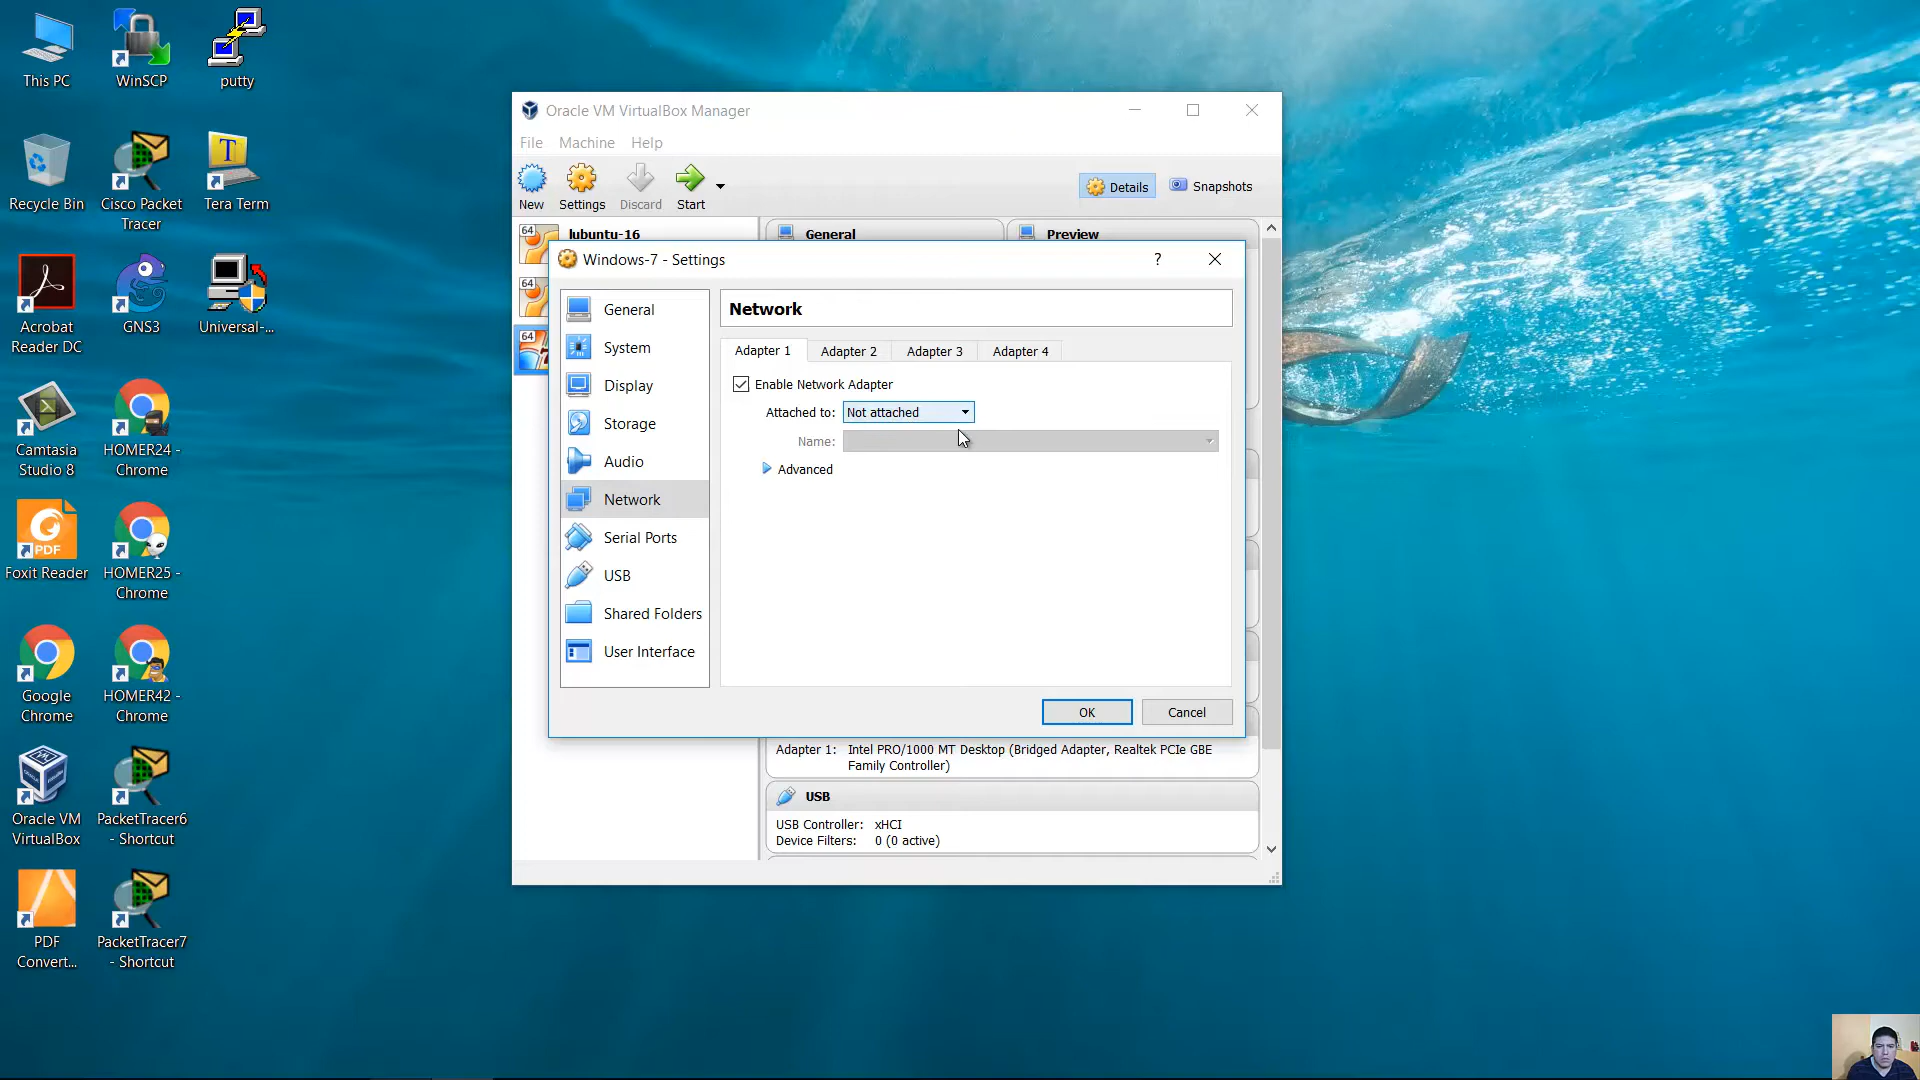 This PC
WinSCP
putty
Recycle Bin
Cisco Packet
Tracer
Tera Term
Acrobat
Reader DC
GNS3
Universal-...
Camtasia
Studio 8
HOMER24 -
Chrome
PDF
Foxit Reader
HOMER25 -
Chrome
Google
Chrome
HOMER42 -
Chrome
Oracle VM
VirtualBox
PacketTracer6
- Shortcut
PDF
Convert...
PacketTracer7
- Shortcut
Oracle VM VirtualBox Manager
File Machine Help
New Settings Discard Start
Details Snapshots
64 lubuntu-16
64
64
General
Preview
Windows-7 - Settings
?
General
System
Display
Storage
Audio
Network
Serial Ports
USB
Shared Folders
User Interface
Network
Adapter 1 Adapter 2 Adapter 3 Adapter 4
Enable Network Adapter
Attached to: Not attached
Name:
Advanced
OK Cancel
Adapter 1: Intel PRO/1000 MT Desktop (Bridged Adapter, Realtek PCIe GBE
Family Controller)
USB
USB Controller: xHCI
Device Filters: 0 (0 active)